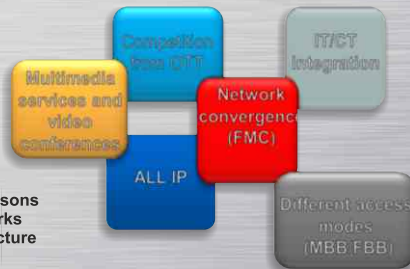 Competition
from OTT
IT/CT
integration
Multimedia
services and
video
conferences
Network
convergence
(FMC)
ALL IP
Different access
modes
(MBB FBB)
sons
rks
cture